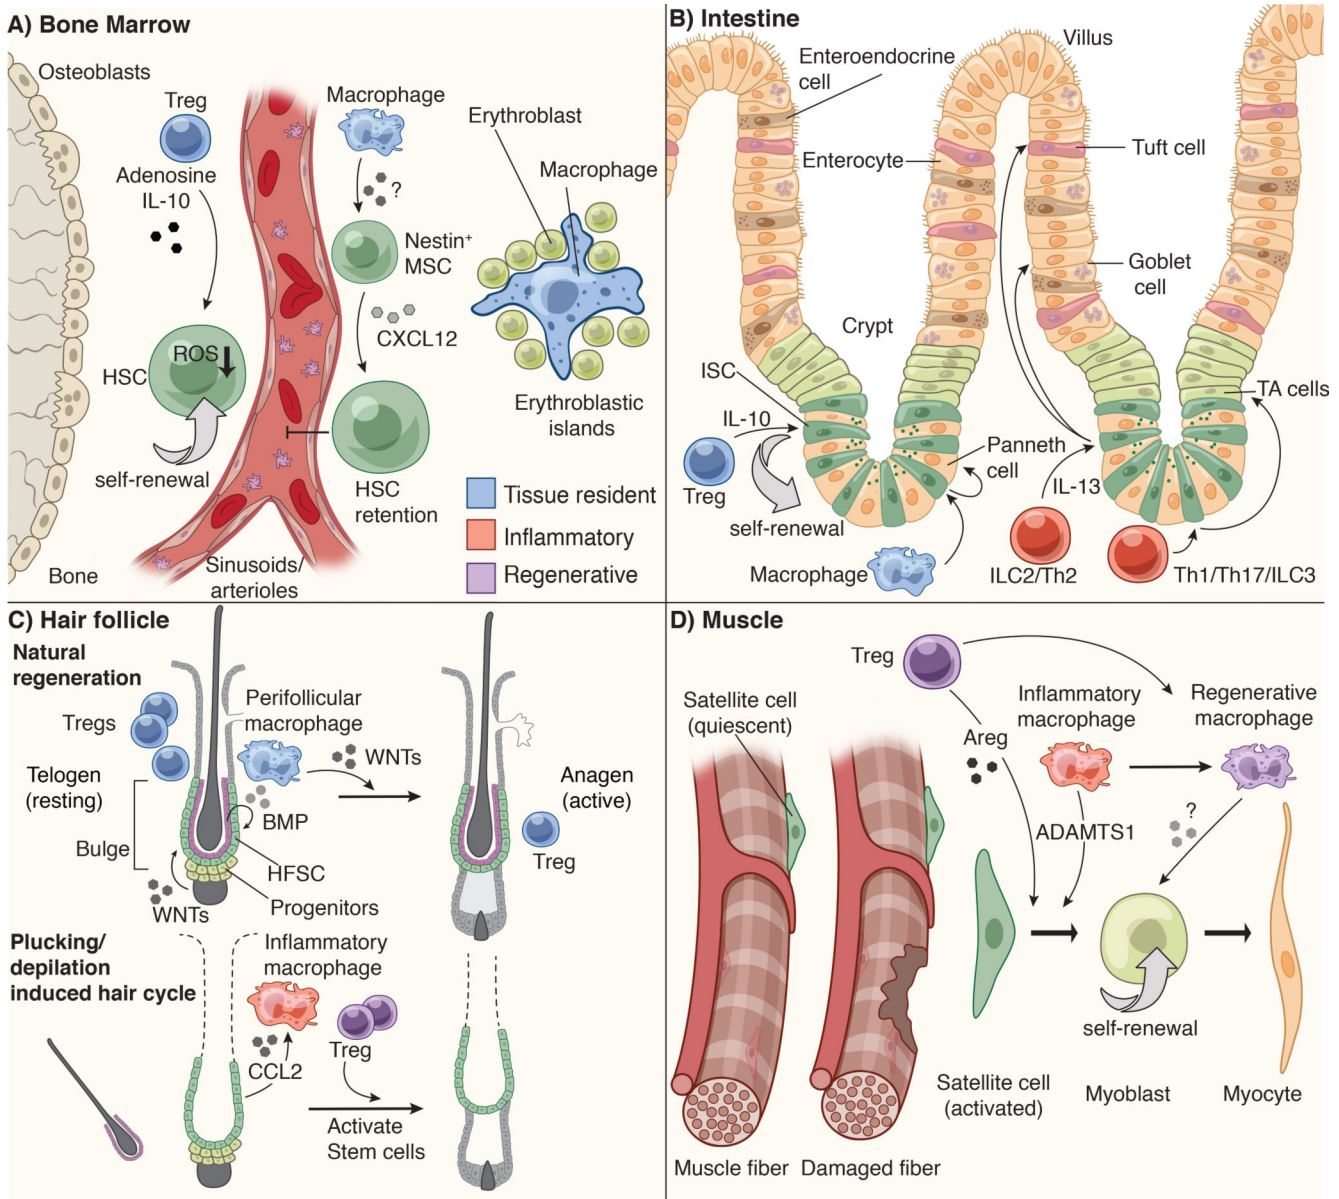 A) Bone Marrow
Osteoblasts
Treg
Adenosine
IL-10
Macrophage
?
Nestin⁺
MSC
CXCL12
Erythroblast
Macrophage
Erythroblastic
islands
HSC
ROS
self-renewal
HSC
retention
Sinusoids/
arterioles
Bone
Tissue resident
Inflammatory
Regenerative
B) Intestine
Villus
Enteroendocrine
cell
Enterocyte
Tuft cell
Goblet
cell
Crypt
ISC
TA cells
IL-10
Treg
self-renewal
Panneth
cell
Macrophage
IL-13
ILC2/Th2
Th1/Th17/ILC3
C) Hair follicle
Natural
regeneration
Tregs
Perifollicular
macrophage
WNTs
Telogen
(resting)
Anagen
(active)
BMP
Bulge
HFSC
Treg
WNTs
Progenitors
Plucking/
depilation
induced hair cycle
Inflammatory
macrophage
CCL2
Treg
Activate
Stem cells
D) Muscle
Treg
Satellite cell
(quiescent)
Areg
Inflammatory
macrophage
Regenerative
macrophage
ADAMTS1
?
self-renewal
Satellite cell
(activated)
Myoblast
Myocyte
Muscle fiber
Damaged fiber